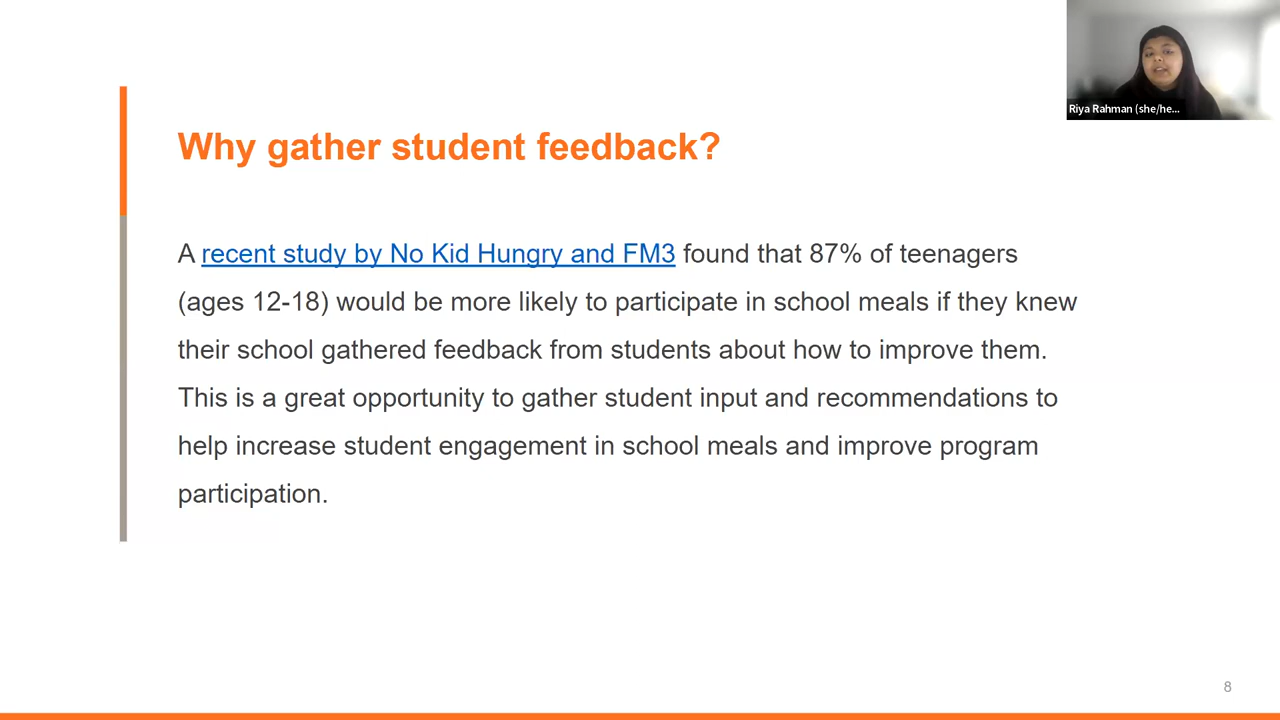 Riya Rahman (she/he...
Why gather student feedback?
A recent study by No Kid Hungry and FM3 found that 87% of teenagers
(ages 12-18) would be more likely to participate in school meals if they knew
their school gathered feedback from students about how to improve them.
This is a great opportunity to gather student input and recommendations to
help increase student engagement in school meals and improve program
participation.
8